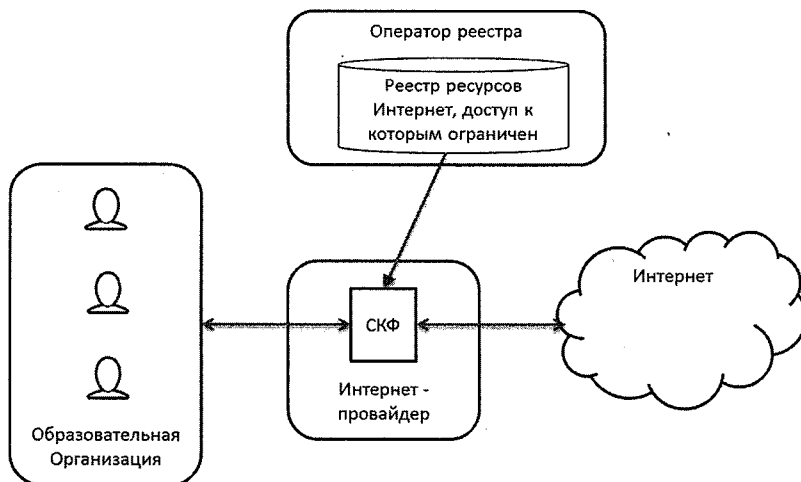 Оператор реестра
Реестр ресурсов
Интернет, доступ к
которым ограничен
Интернет
СКФ
Интернет -
провайдер
Образовательная
Организация